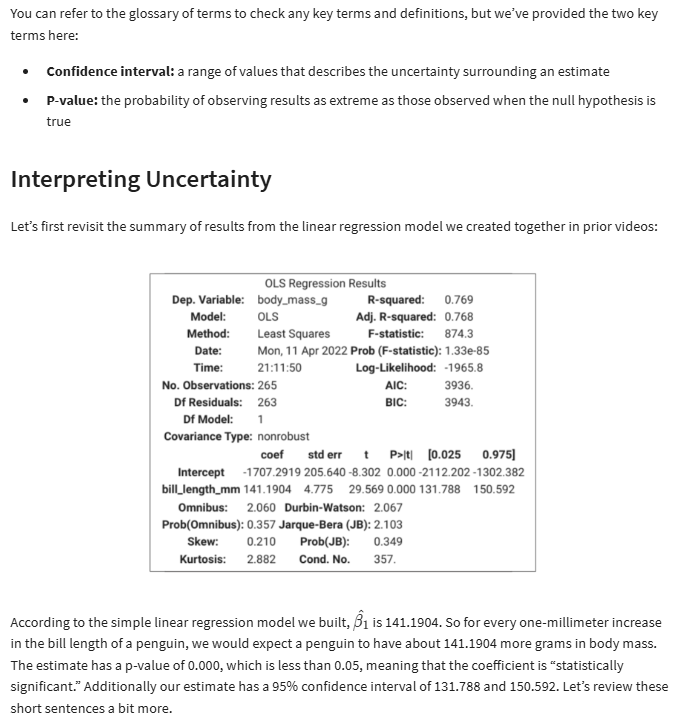 You can refer to the glossary of terms to check any key terms and definitions, but we've provided the two key
terms here:
• Confidence interval: a range of values that describes the uncertainty surrounding an estimate
• P-value: the probability of observing results as extreme as those observed when the null hypothesis is
true
Interpreting Uncertainty
Let's first revisit the summary of results from the linear regression model we created together in prior videos:
OLS Regression Results
Dep. Variable: body_mass_g R-squared: 0.769
Model: OLS Adj. R-squared: 0.768
Method: Least Squares F-statistic: 874.3
Date: Mon, 11 Apr 2022 Prob (F-statistic): 1.33e-85
Time: 21:11:50 Log-Likelihood: -1965.8
No. Observations: 265 AIC: 3936.
Df Residuals: 263 BIC: 3943.
Df Model: 1
Covariance Type: nonrobust
coef std err t P>|t| [0.025 0.975]
Intercept -1707.2919 205.640 -8.302 0.000 -2112.202 -1302.382
bill_length_mm 141.1904 4.775 29.569 0.000 131.788 150.592
Omnibus: 2.060 Durbin-Watson: 2.067
Prob(Omnibus): 0.357 Jarque-Bera (JB): 2.103
Skew: 0.210 Prob(JB): 0.349
Kurtosis: 2.882 Cond. No. 357.
According to the simple linear regression model we built, β̂₁ is 141.1904. So for every one-millimeter increase
in the bill length of a penguin, we would expect a penguin to have about 141.1904 more grams in body mass.
The estimate has a p-value of 0.000, which is less than 0.05, meaning that the coefficient is “statistically
significant.” Additionally our estimate has a 95% confidence interval of 131.788 and 150.592. Let's review these
short sentences a bit more.